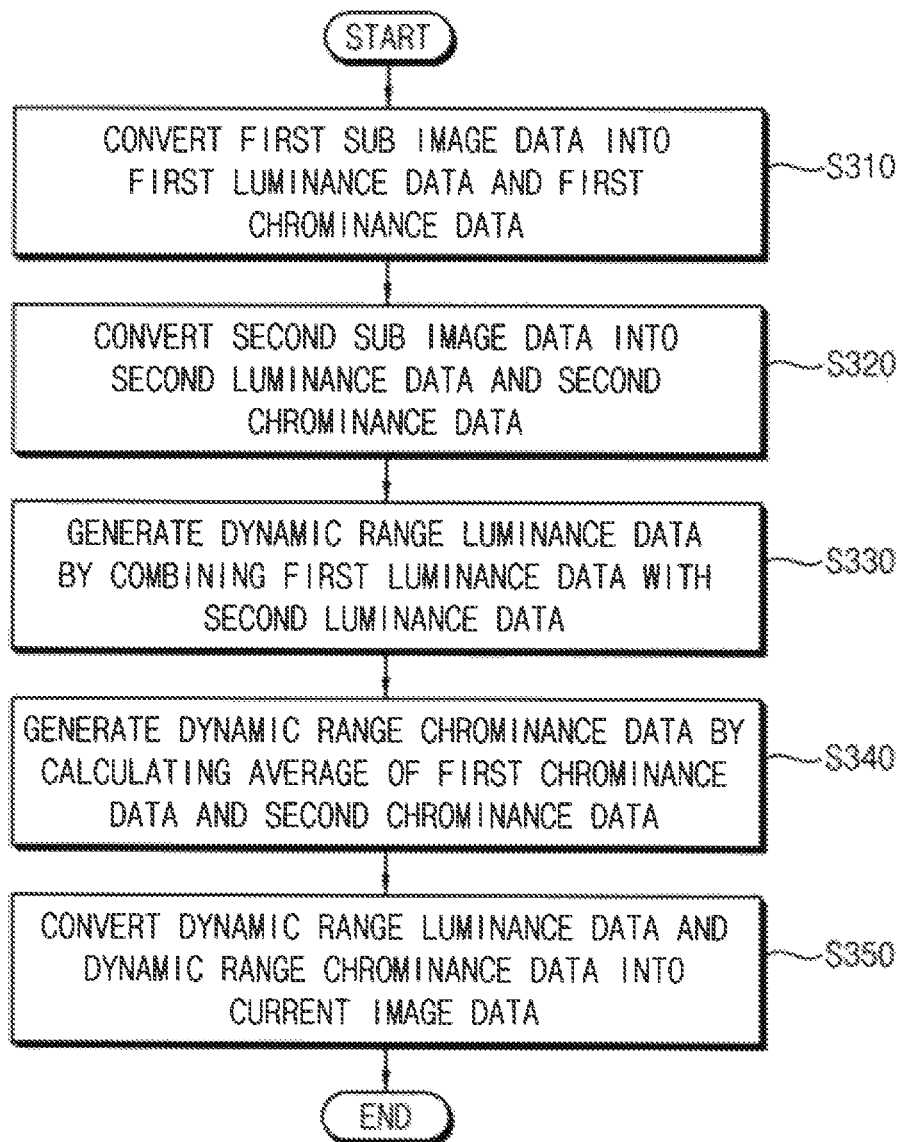 START
CONVERT FIRST SUB IMAGE DATA INTO
FIRST LUMINANCE DATA AND FIRST
CHROMINANCE DATA
S310
CONVERT SECOND SUB IMAGE DATA INTO
SECOND LUMINANCE DATA AND SECOND
CHROMINANCE DATA
S320
GENERATE DYNAMIC RANGE LUMINANCE DATA
BY COMBINING FIRST LUMINANCE DATA WITH
SECOND LUMINANCE DATA
S330
GENERATE DYNAMIC RANGE CHROMINANCE DATA BY
CALCULATING AVERAGE OF FIRST CHROMINANCE
DATA AND SECOND CHROMINANCE DATA
S340
CONVERT DYNAMIC RANGE LUMINANCE DATA AND
DYNAMIC RANGE CHROMINANCE DATA INTO
CURRENT IMAGE DATA
S350
END